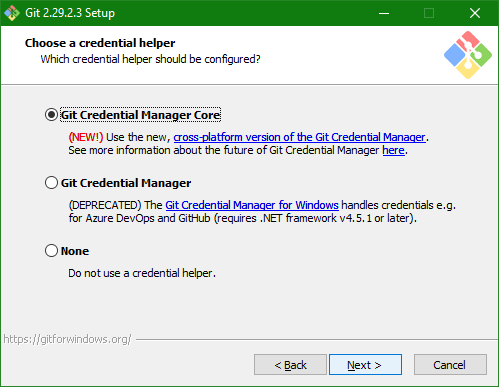 Git 2.29.2.3 Setup
Choose a credential helper
Which credential helper should be configured?
Git Credential Manager Core
(NEW!) Use the new, cross-platform version of the Git Credential Manager.
See more information about the future of Git Credential Manager here.
Git Credential Manager
(DEPRECATED) The Git Credential Manager for Windows handles credentials e.g.
for Azure DevOps and GitHub (requires .NET framework v4.5.1 or later).
None
Do not use a credential helper.
https://gitforwindows.org/
< Back Next > Cancel